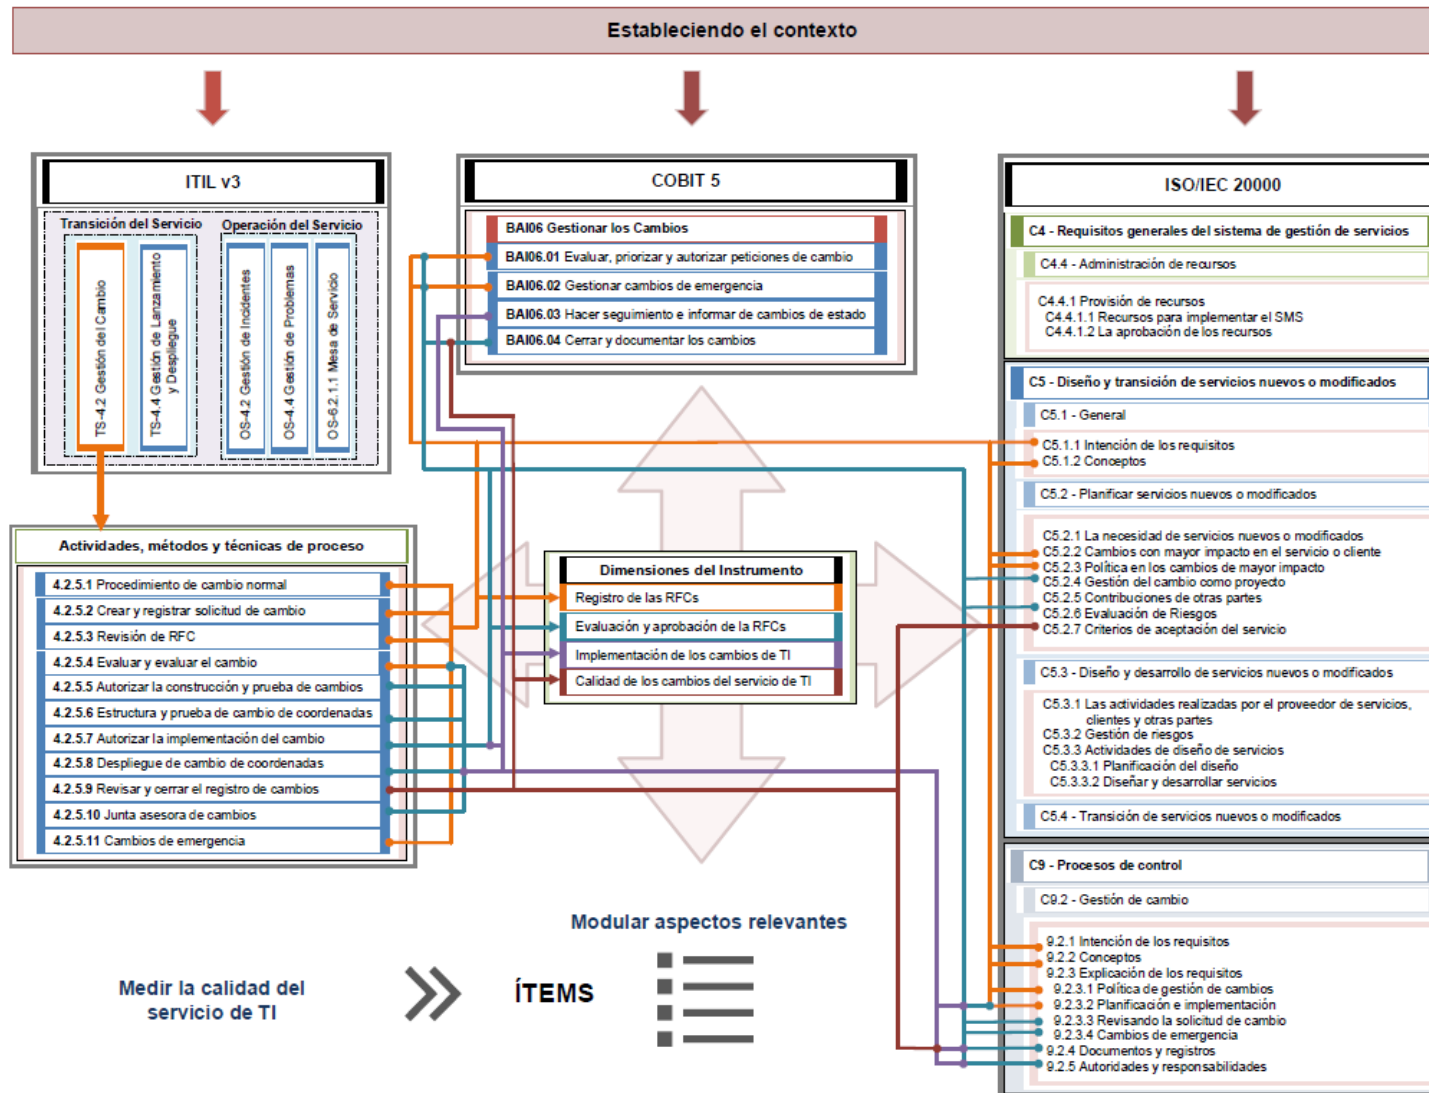 Estableciendo el contexto
ITIL v3
Transición del Servicio
Operación del Servicio
TS-4.2 Gestión del Cambio
TS-4.4 Gestión de Lanzamiento
y Despliegue
OS-4.2 Gestión de Incidentes
OS-4.4 Gestión de Problemas
OS-6.2.1.1 Mesa de Servicio
Actividades, métodos y técnicas de proceso
4.2.5.1 Procedimiento de cambio normal
4.2.5.2 Crear y registrar solicitud de cambio
4.2.5.3 Revisión de RFC
4.2.5.4 Evaluar y evaluar el cambio
4.2.5.5 Autorizar la construcción y prueba de cambios
4.2.5.6 Estructura y prueba de cambio de coordenadas
4.2.5.7 Autorizar la implementación del cambio
4.2.5.8 Despliegue de cambio de coordenadas
4.2.5.9 Revisar y cerrar el registro de cambios
4.2.5.10 Junta asesora de cambios
4.2.5.11 Cambios de emergencia
COBIT 5
BAI06 Gestionar los Cambios
BAI06.01 Evaluar, priorizar y autorizar peticiones de cambio
BAI06.02 Gestionar cambios de emergencia
BAI06.03 Hacer seguimiento e informar de cambios de estado
BAI06.04 Cerrar y documentar los cambios
Dimensiones del Instrumento
Registro de las RFCs
Evaluación y aprobación de la RFCs
Implementación de los cambios de TI
Calidad de los cambios del servicio de TI
ISO/IEC 20000
C4 - Requisitos generales del sistema de gestión de servicios
C4.4 - Administración de recursos
C4.4.1 Provisión de recursos
C4.4.1.1 Recursos para implementar el SMS
C4.4.1.2 La aprobación de los recursos
C5 - Diseño y transición de servicios nuevos o modificados
C5.1 - General
C5.1.1 Intención de los requisitos
C5.1.2 Conceptos
C5.2 - Planificar servicios nuevos o modificados
C5.2.1 La necesidad de servicios nuevos o modificados
C5.2.2 Cambios con mayor impacto en el servicio o cliente
C5.2.3 Política en los cambios de mayor impacto
C5.2.4 Gestión del cambio como proyecto
C5.2.5 Contribuciones de otras partes
C5.2.6 Evaluación de Riesgos
C5.2.7 Criterios de aceptación del servicio
C5.3 - Diseño y desarrollo de servicios nuevos o modificados
C5.3.1 Las actividades realizadas por el proveedor de servicios,
clientes y otras partes
C5.3.2 Gestión de riesgos
C5.3.3 Actividades de diseño de servicios
C5.3.3.1 Planificación del diseño
C5.3.3.2 Diseñar y desarrollar servicios
C5.4 - Transición de servicios nuevos o modificados
C9 - Procesos de control
C9.2 - Gestión de cambio
9.2.1 Intención de los requisitos
9.2.2 Conceptos
9.2.3 Explicación de los requisitos
9.2.3.1 Política de gestión de cambios
9.2.3.2 Planificación e implementación
9.2.3.3 Revisando la solicitud de cambio
9.2.3.4 Cambios de emergencia
9.2.4 Documentos y registros
9.2.5 Autoridades y responsabilidades
Medir la calidad del
servicio de TI
ÍTEMS
Modular aspectos relevantes